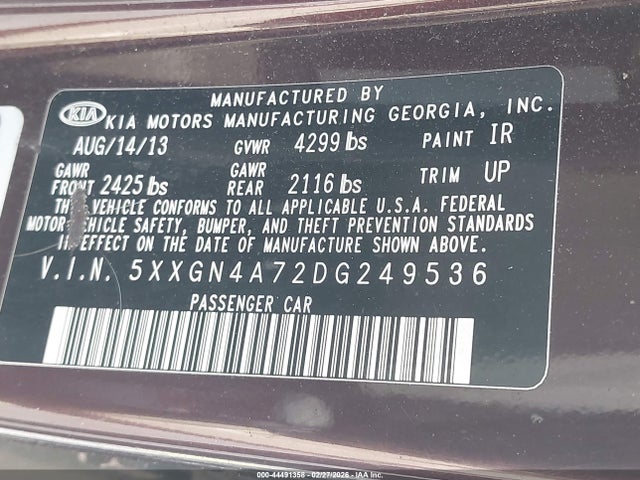 MANUFACTURED BY
KIA KIA MOTORS MANUFACTURING GEORGIA, INC.
AUG/14/13 GVWR 4299 lbs PAINT IR
GAWR FRONT 2425 lbs GAWR REAR 2116 lbs TRIM UP
THIS VEHICLE CONFORMS TO ALL APPLICABLE U.S.A. FEDERAL
MOTOR VEHICLE SAFETY, BUMPER, AND THEFT PREVENTION STANDARDS
IN EFFECT ON THE DATE OF MANUFACTURE SHOWN ABOVE.
V.I.N. 5XXGN4A72DG249536
PASSENGER CAR
000-44491358 - 02/27/2026 - IAA Inc.